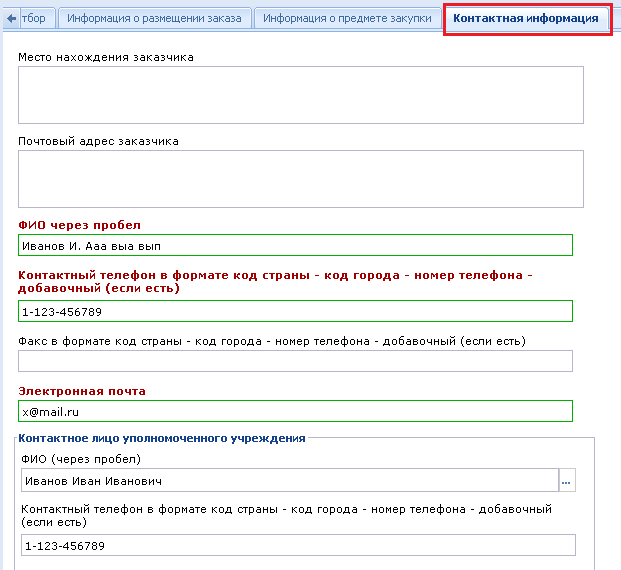 тбор Информация о размещении заказа Информация о предмете закупки Контактная информация
Место нахождения заказчика
Почтовый адрес заказчика
ФИО через пробел
Иванов И. Ааа выа вып
Контактный телефон в формате код страны - код города - номер телефона -
добавочный (если есть)
1-123-456789
Факс в формате код страны - код города - номер телефона - добавочный (если есть)
Электронная почта
x@mail.ru
Контактное лицо уполномоченного учреждения
ФИО (через пробел)
Иванов Иван Иванович ...
Контактный телефон в формате код страны - код города - номер телефона - добавочный
(если есть)
1-123-456789